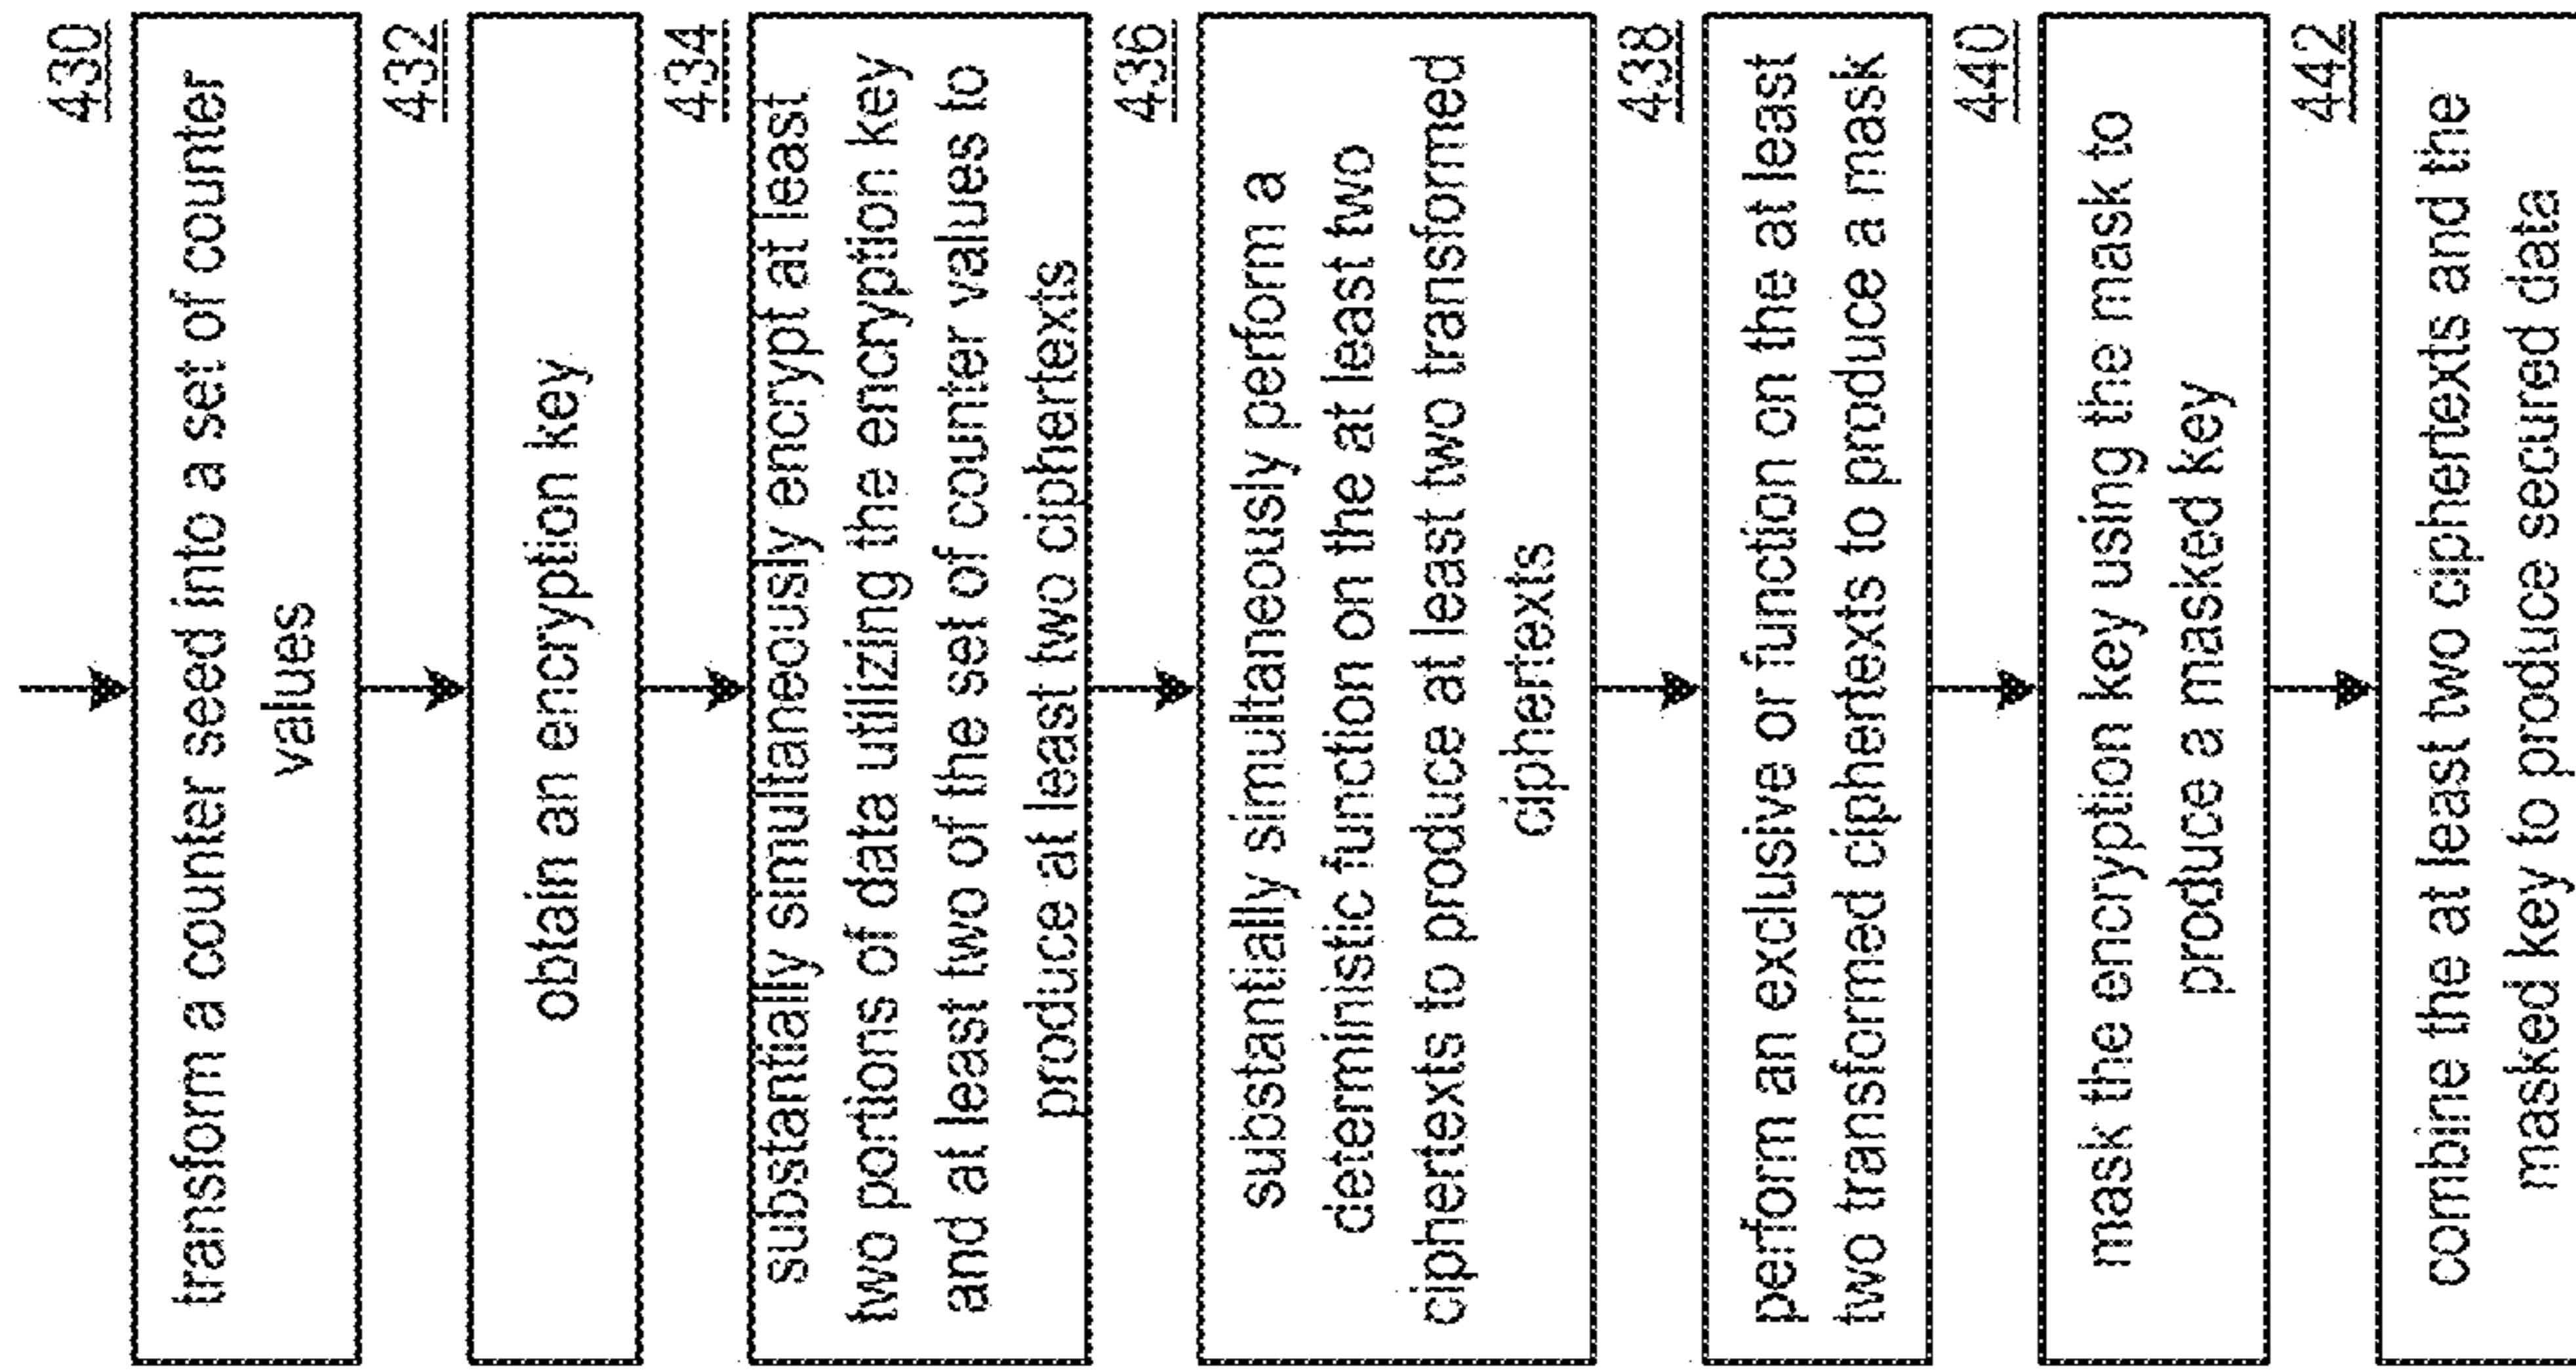 430
transform a counter seed into a set of counter
values
432
obtain an encryption key
434
substantially simultaneously encrypt at least
two portions of data utilizing the encryption key
and at least two of the set of counter values to
produce at least two ciphertexts
436
substantially simultaneously perform a
deterministic function on the at least two
ciphertexts to produce at least two transformed
ciphertexts
438
perform an exclusive or function on the at least
two transformed ciphertexts to produce a mask
440
mask the encryption key using the mask to
produce a masked key
442
combine the at least two ciphertexts and the
masked key to produce secured data